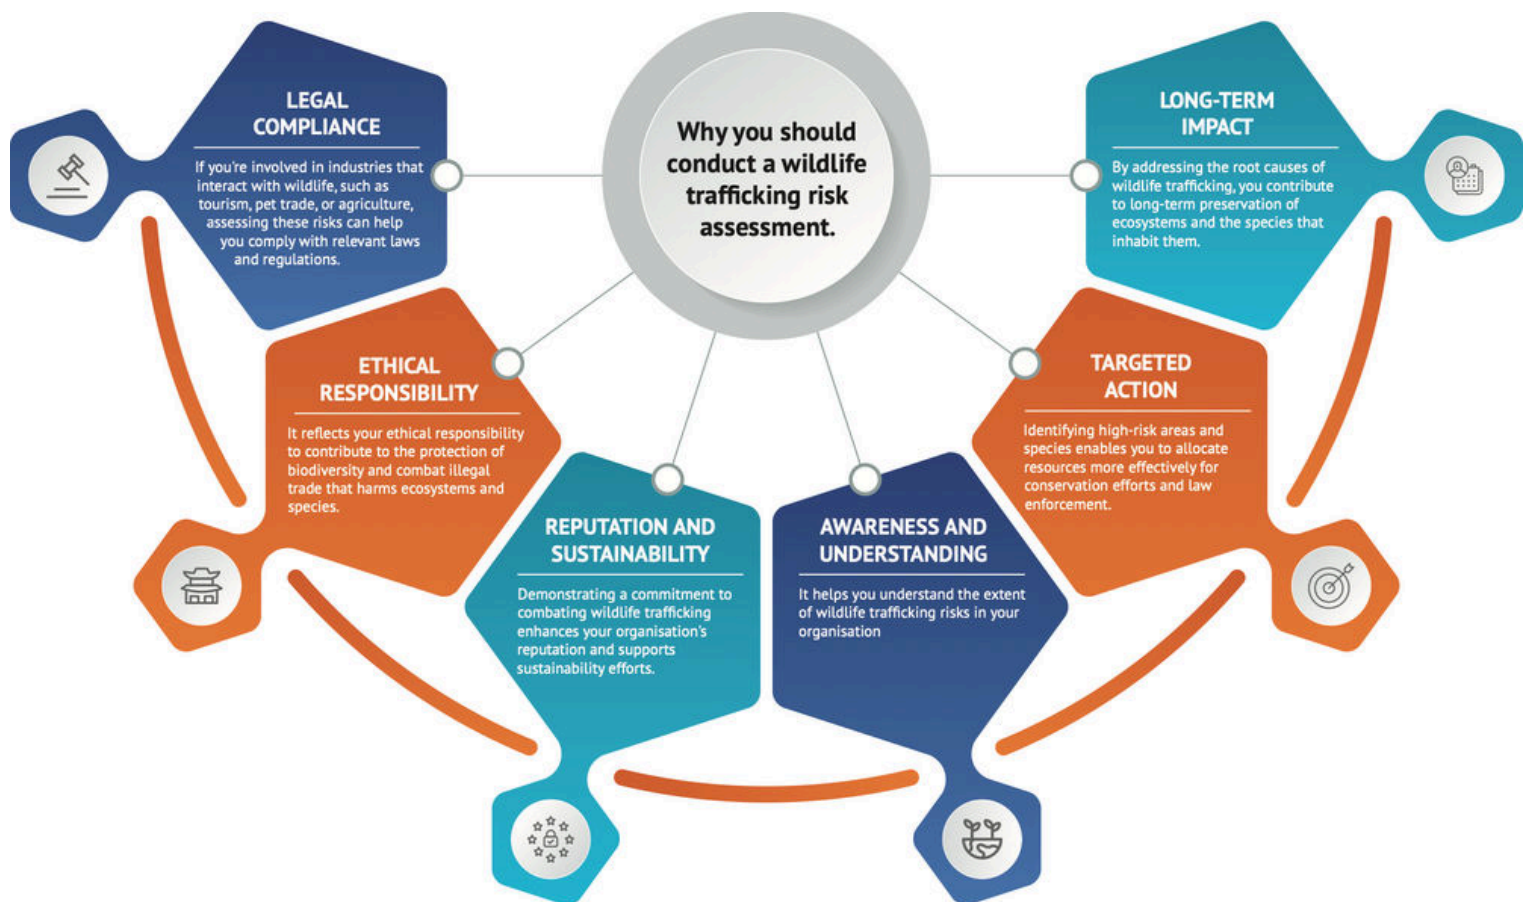 Why you should
conduct a wildlife
trafficking risk
assessment.
LEGAL
COMPLIANCE
If you're involved in industries that
interact with wildlife, such as
tourism, pet trade, or agriculture,
assessing these risks can help
you comply with relevant laws
and regulations.
ETHICAL
RESPONSIBILITY
It reflects your ethical responsibility
to contribute to the protection of
biodiversity and combat illegal
trade that harms ecosystems and
species.
REPUTATION AND
SUSTAINABILITY
Demonstrating a commitment to
combating wildlife trafficking
enhances your organisation's
reputation and supports
sustainability efforts.
AWARENESS AND
UNDERSTANDING
It helps you understand the extent
of wildlife trafficking risks in your
organisation
TARGETED
ACTION
Identifying high-risk areas and
species enables you to allocate
resources more effectively for
conservation efforts and law
enforcement.
LONG-TERM
IMPACT
By addressing the root causes of
wildlife trafficking, you contribute
to long-term preservation of
ecosystems and the species that
inhabit them.